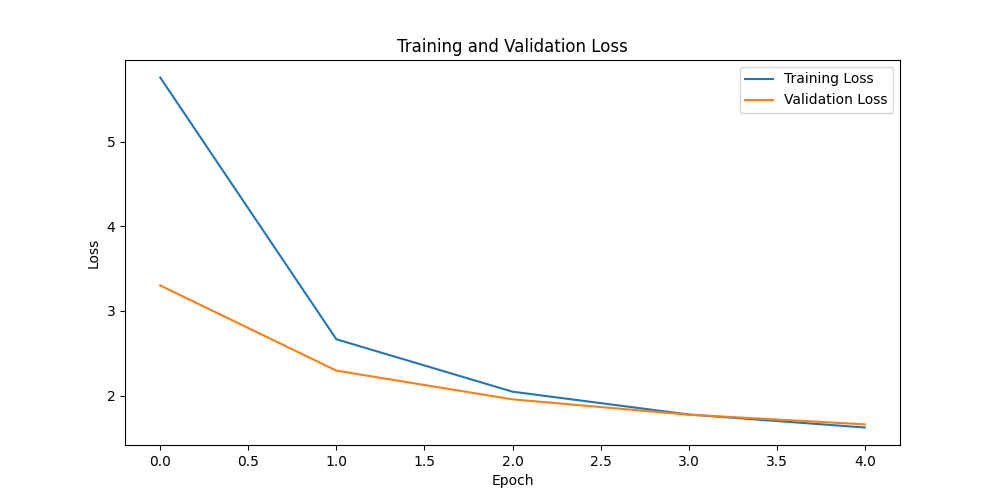 Training and Validation Loss
Training Loss
Validation Loss
Loss
5
4
3
2
0.0 0.5 1.0 1.5 2.0 2.5 3.0 3.5 4.0
Epoch